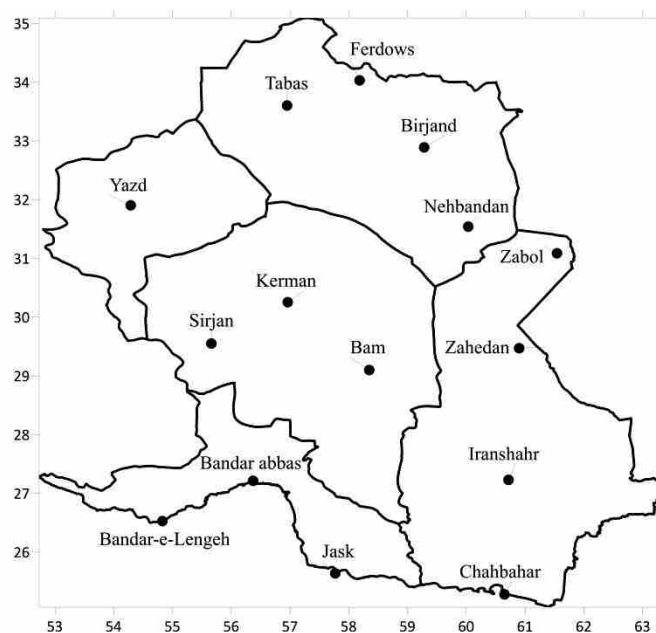 35
Ferdows
34
Tabas
Birjand
33
Yazd
32
Nehbandan
31
Zabol
Kerman
30
Sirjan
Bam
Zahedan
29
28
Bandar abbas
Iranshahr
27
Bandar-e-Lengeh
Jask
26
Chahbahar
53 54 55 56 57 58 59 60 61 62 63